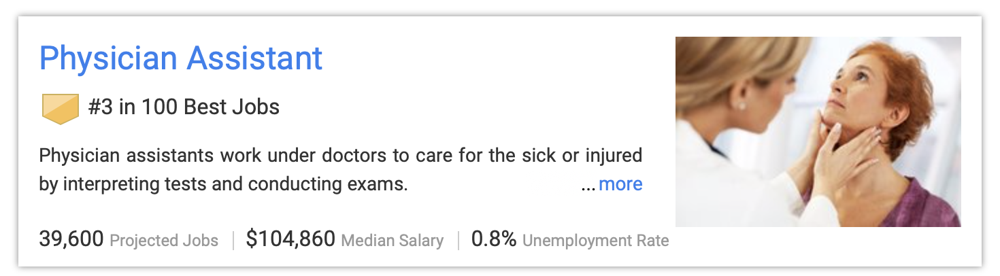 Physician Assistant
#3 in 100 Best Jobs
Physician assistants work under doctors to care for the sick or injured
by interpreting tests and conducting exams. ...more
39,600 Projected Jobs | $104,860 Median Salary | 0.8% Unemployment Rate